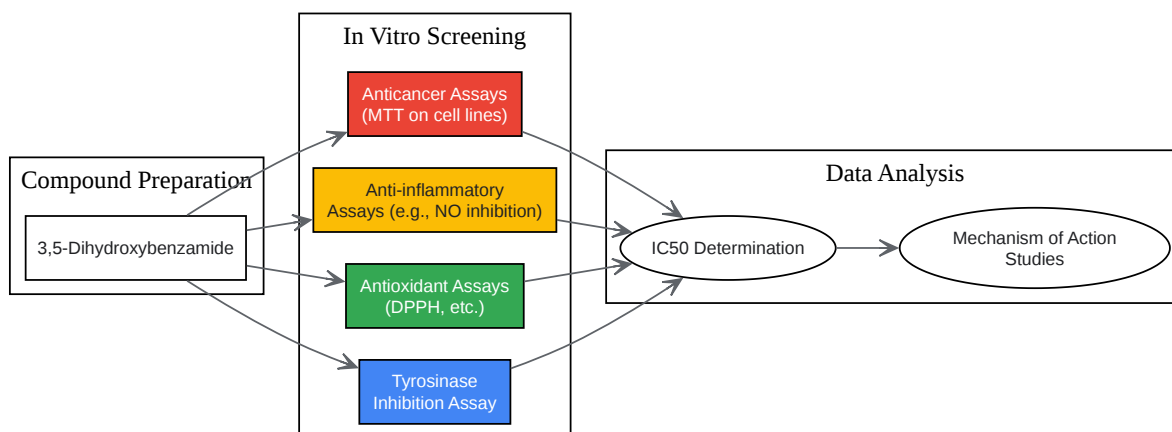 In Vitro Screening
Anticancer Assays
(MTT on cell lines)
Compound Preparation
3,5-Dihydroxybenzamide
Anti-inflammatory
Assays (e.g., NO inhibition)
Antioxidant Assays
(DPPH, etc.)
Tyrosinase
Inhibition Assay
Data Analysis
IC50 Determination
Mechanism of Action
Studies